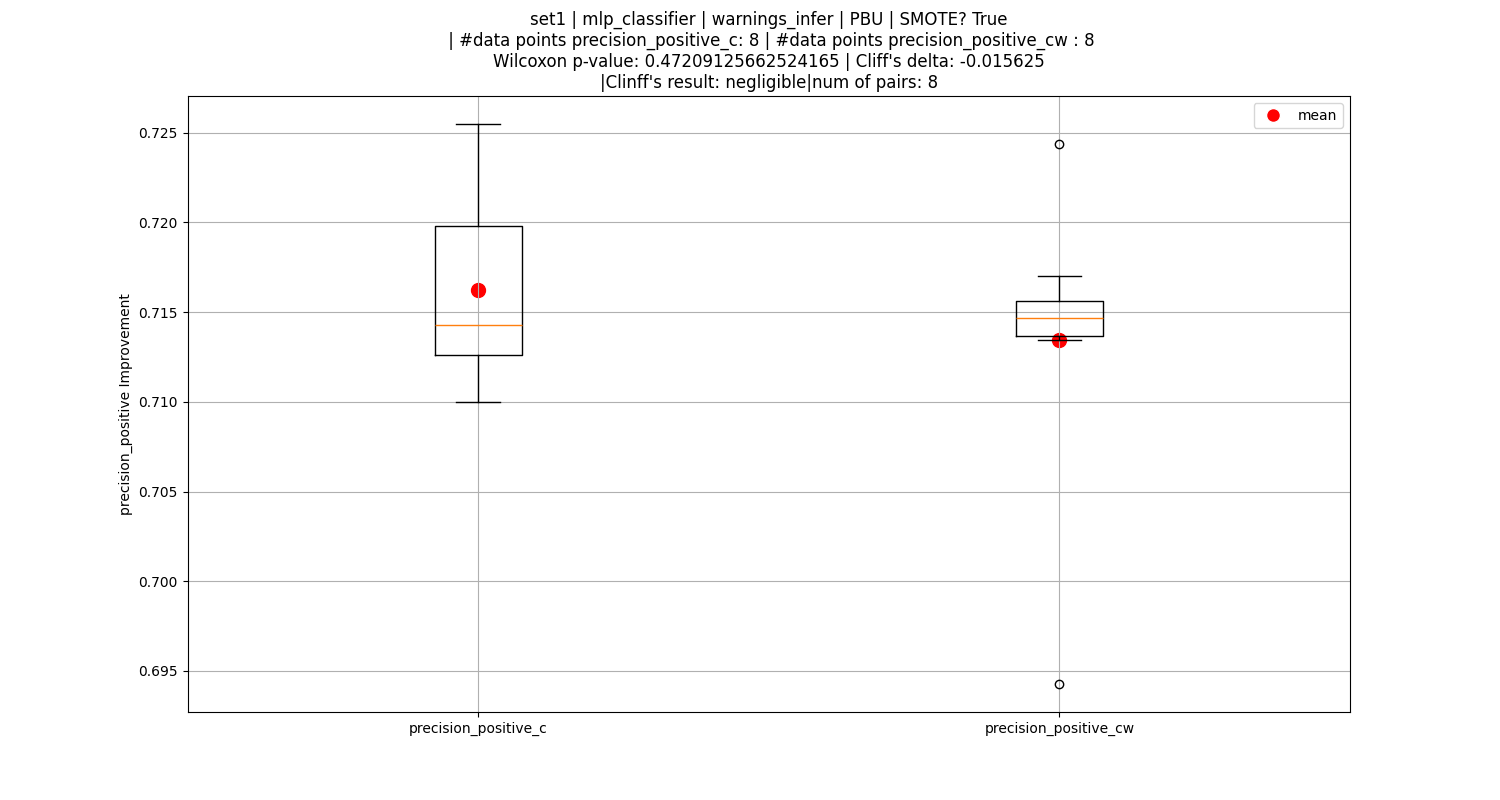 set1 | mlp_classifier | warnings_infer | PBU | SMOTE? True
| #data points precision_positive_c: 8 | #data points precision_positive_cw : 8
Wilcoxon p-value: 0.47209125662524165 | Cliff's delta: -0.015625
|Clinff's result: negligible|num of pairs: 8
mean
0.725
0.720
0.715
0.710
0.705
0.700
0.695
precision_positive Improvement
precision_positive_c
precision_positive_cw